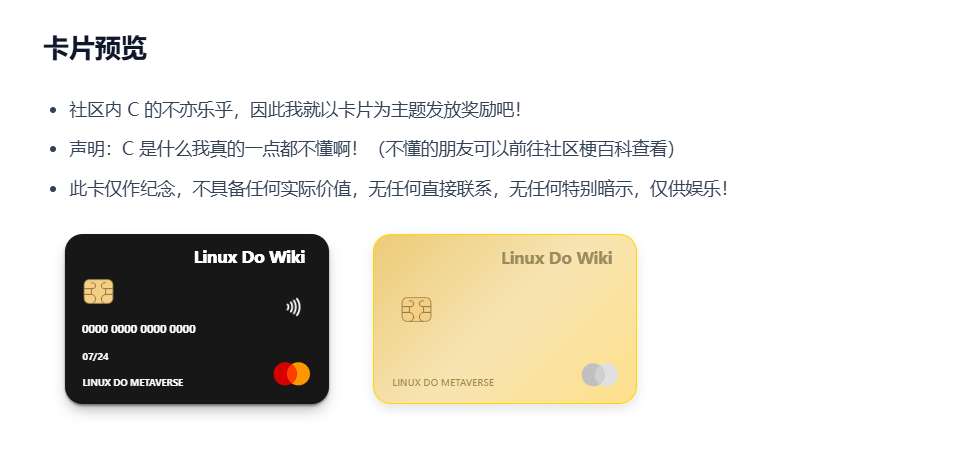 卡片预览
社区内 C 的不亦乐乎，因此我就以卡片为主题发放奖励吧！
声明：C 是什么我真的一点都不懂啊！（不懂的朋友可以前往社区梗百科查看）
此卡仅作纪念，不具备任何实际价值，无任何直接联系，无任何特别暗示，仅供娱乐！
Linux Do Wiki
0000 0000 0000 0000
07/24
LINUX DO METAVERSE
Linux Do Wiki
LINUX DO METAVERSE